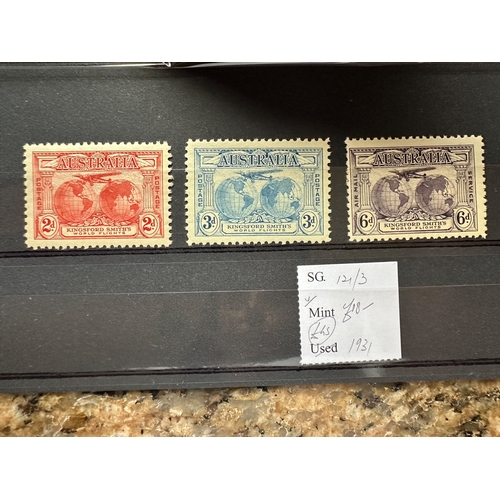 AUSTRALIA
POSTAGE
POSTAGE
2D
2D
KINGSFORD SMITH'S
WORLD FLIGHTS
AUSTRALIA
POSTAGE
POSTAGE
3D
3D
KINGSFORD SMITH'S
WORLD FLIGHTS
AUSTRALIA
AIR MAIL
SERVICE
6D
6D
KINGSFORD SMITH'S
WORLD FLIGHTS
SG. 121/3
Mint
Used 1931